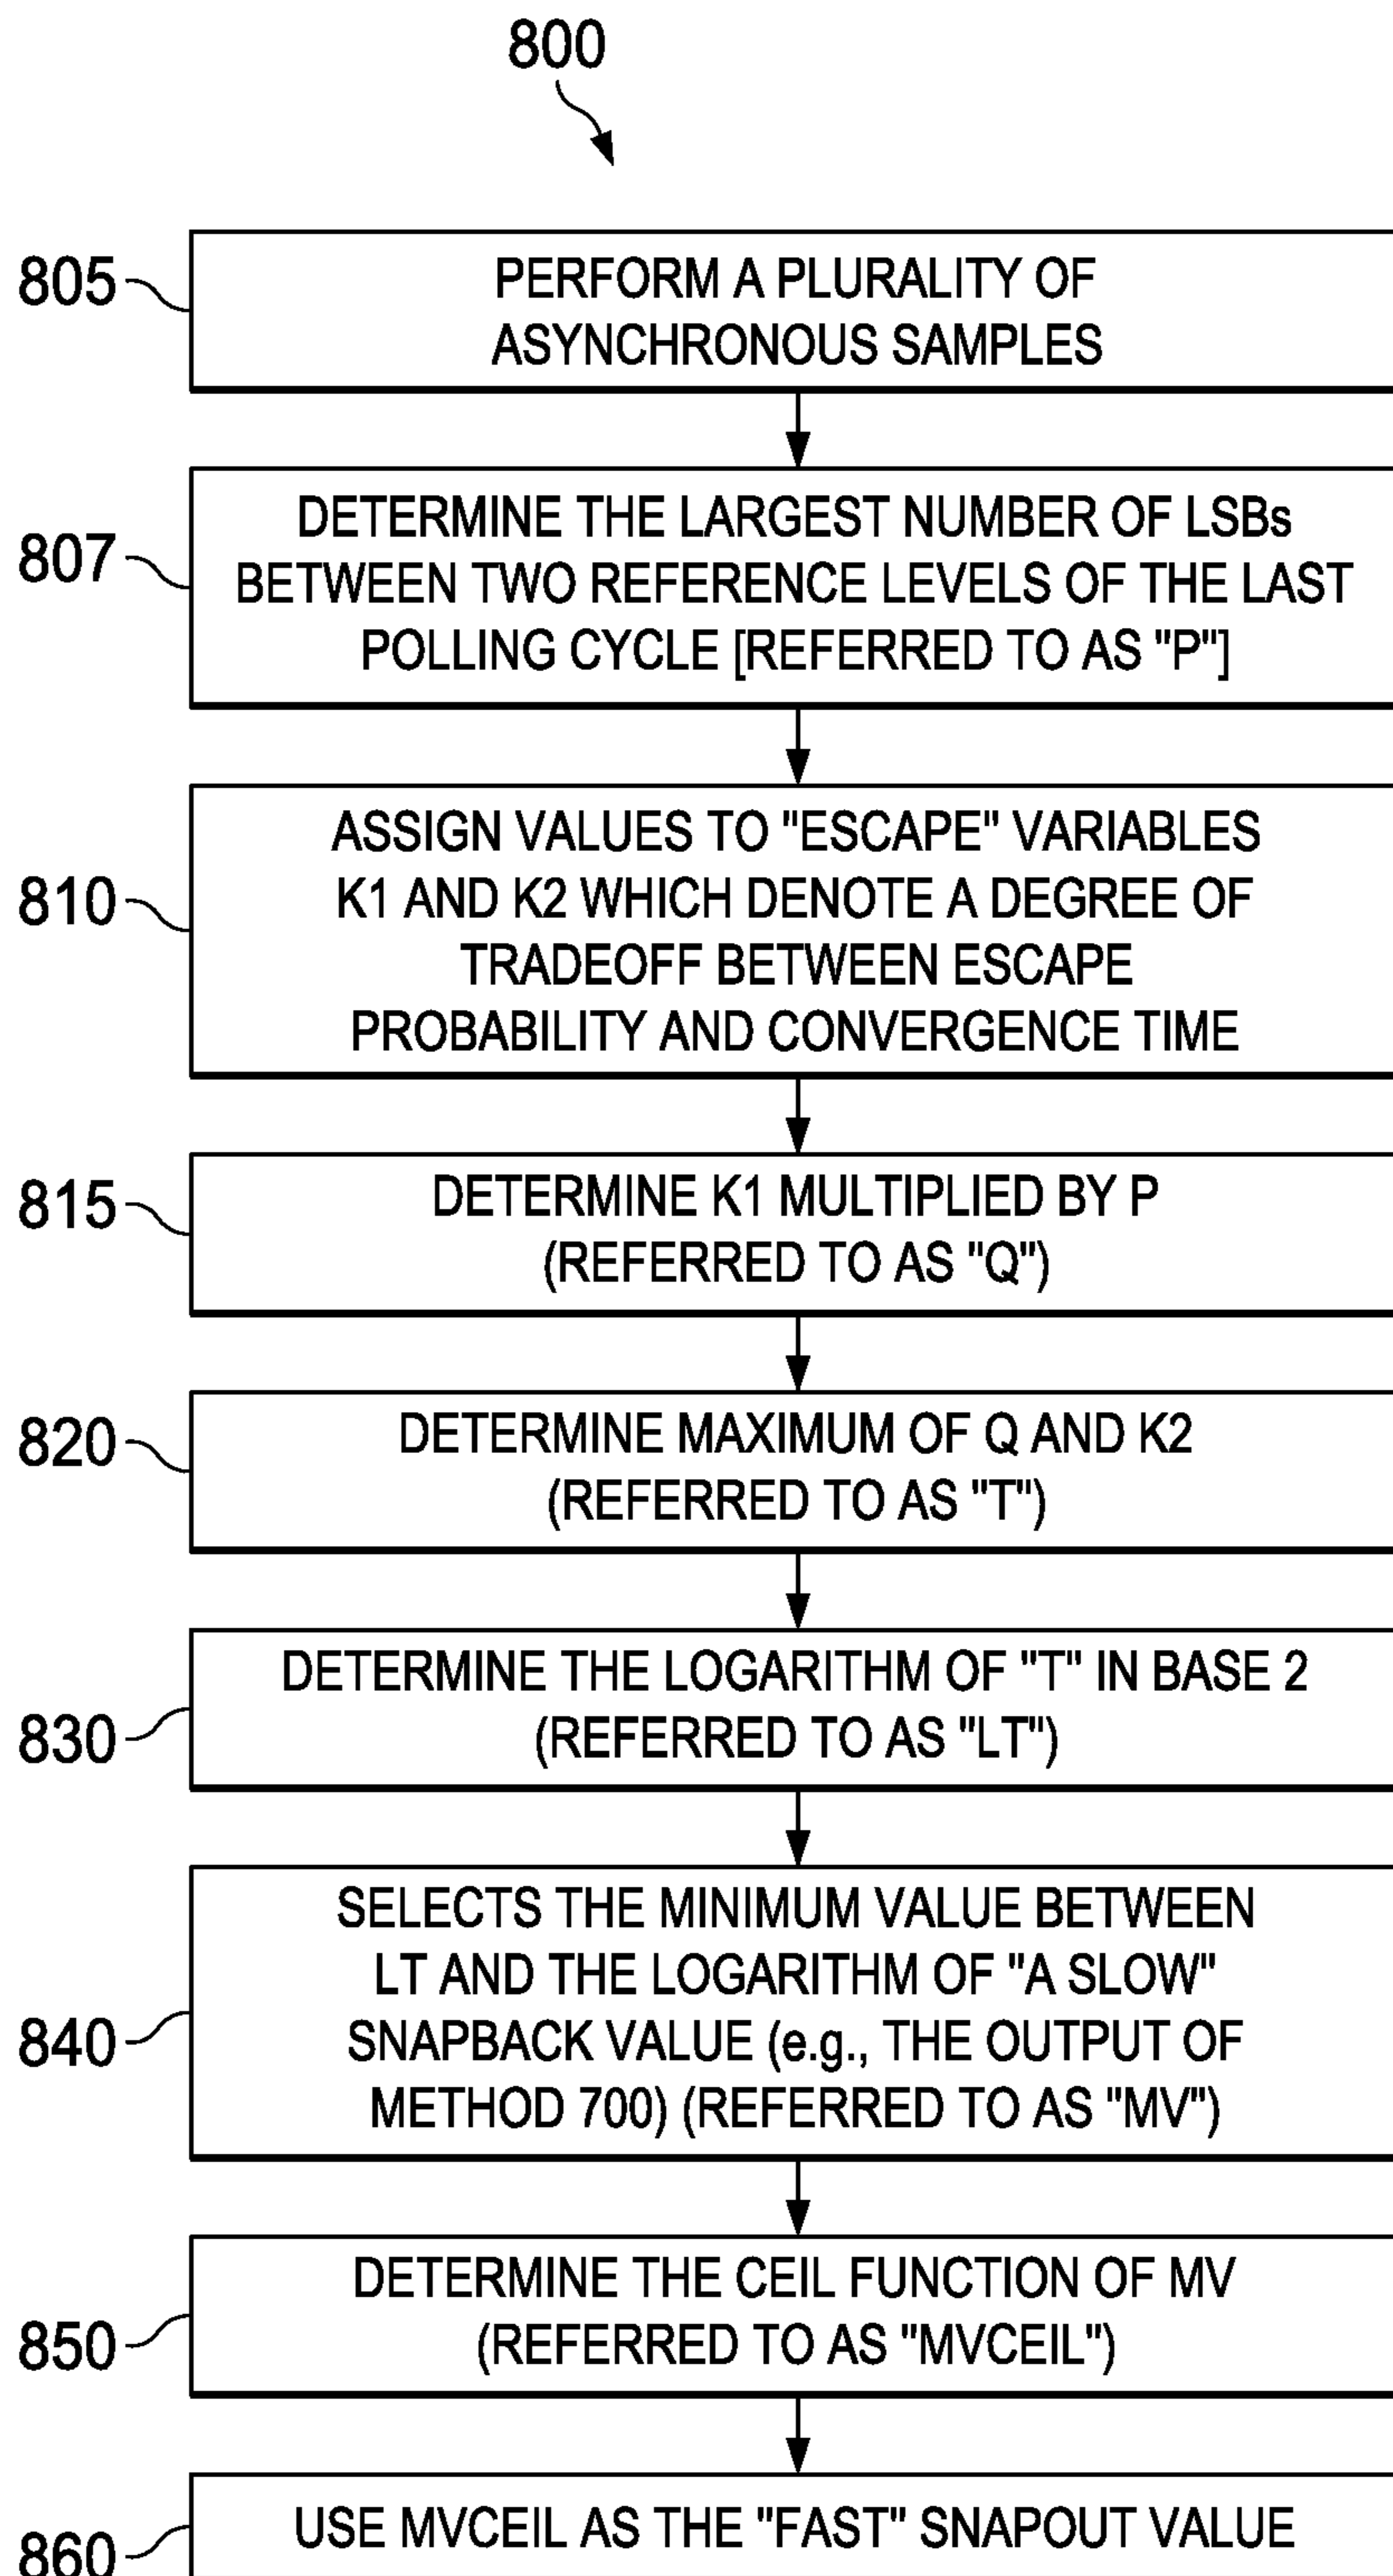 800
805
PERFORM A PLURALITY OF
ASYNCHRONOUS SAMPLES
807
DETERMINE THE LARGEST NUMBER OF LSBs
BETWEEN TWO REFERENCE LEVELS OF THE LAST
POLLING CYCLE [REFERRED TO AS "P"]
810
ASSIGN VALUES TO "ESCAPE" VARIABLES
K1 AND K2 WHICH DENOTE A DEGREE OF
TRADEOFF BETWEEN ESCAPE
PROBABILITY AND CONVERGENCE TIME
815
DETERMINE K1 MULTIPLIED BY P
(REFERRED TO AS "Q")
820
DETERMINE MAXIMUM OF Q AND K2
(REFERRED TO AS "T")
830
DETERMINE THE LOGARITHM OF "T" IN BASE 2
(REFERRED TO AS "LT")
840
SELECTS THE MINIMUM VALUE BETWEEN
LT AND THE LOGARITHM OF "A SLOW"
SNAPBACK VALUE (e.g., THE OUTPUT OF
METHOD 700) (REFERRED TO AS "MV")
850
DETERMINE THE CEIL FUNCTION OF MV
(REFERRED TO AS "MVCEIL")
860
USE MVCEIL AS THE "FAST" SNAPOUT VALUE